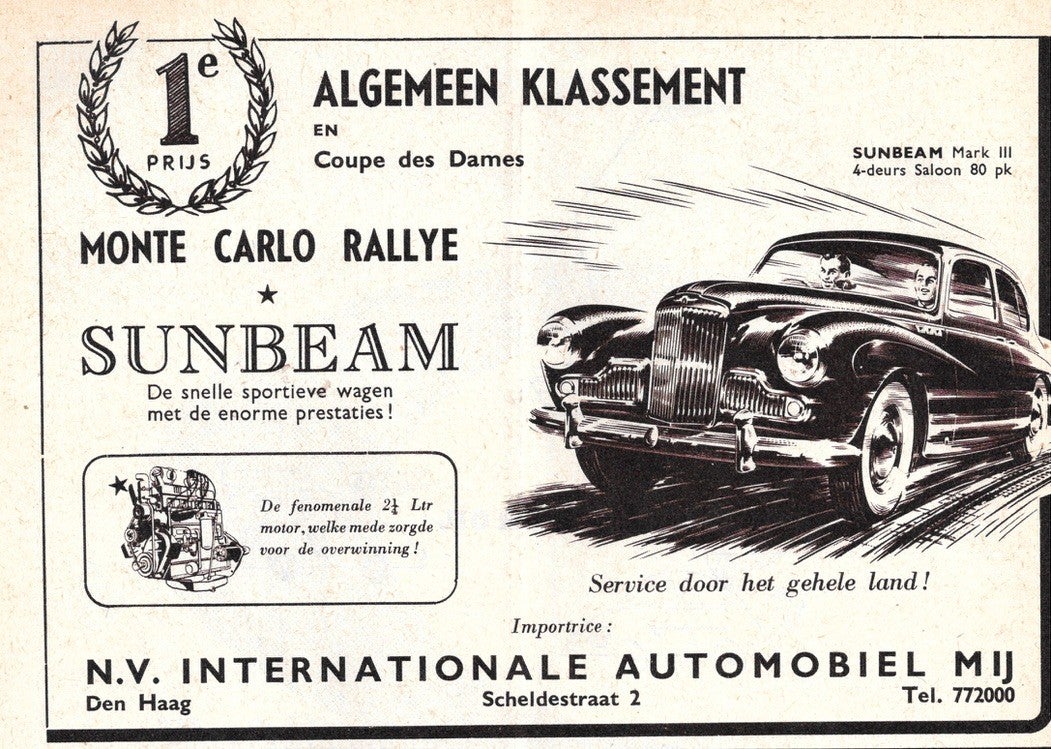 1e
PRIJS
ALGEMEEN KLASSEMENT
EN
Coupe des Dames
SUNBEAM Mark III
4-deurs Saloon 80 pk
MONTE CARLO RALLYE
SUNBEAM
De snelle sportieve wagen
met de enorme prestaties!
De fenomenale 2¼ Ltr
motor, welke mede zorgde
voor de overwinning!
Service door het gehele land!
Importrice:
N.V. INTERNATIONALE AUTOMOBIEL MIJ
Den Haag
Scheldestraat 2
Tel. 772000